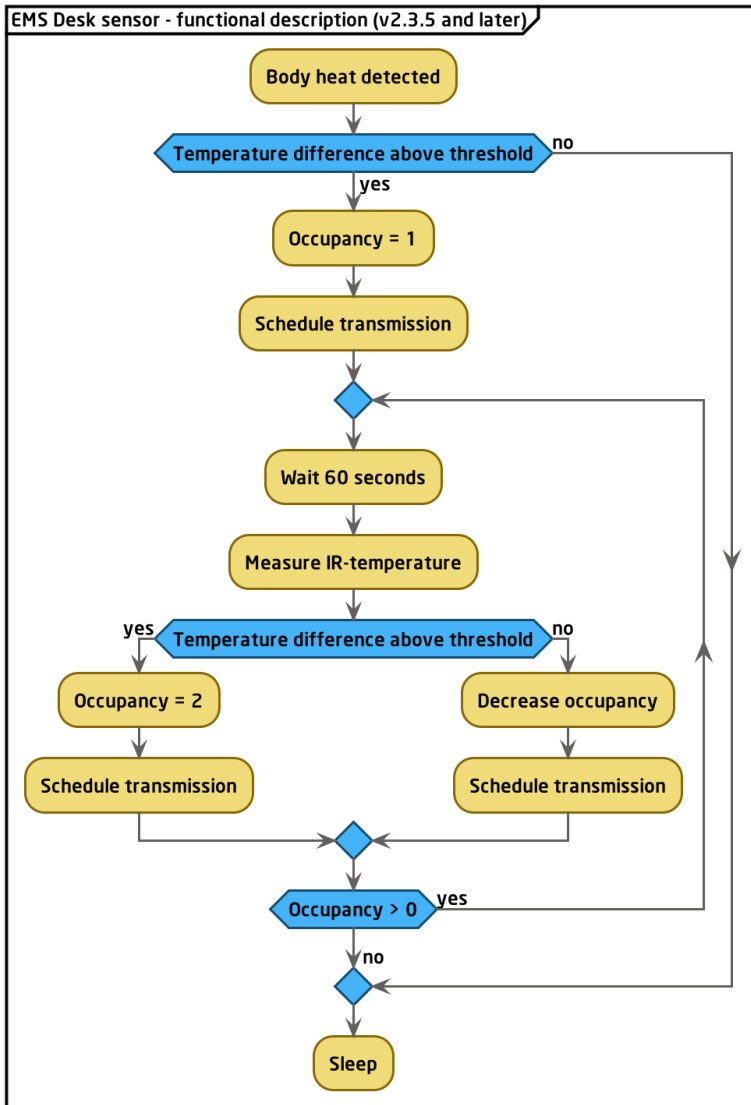 EMS Desk sensor - functional description (v2.3.5 and later)
Body heat detected
Temperature difference above threshold
no
yes
Occupancy = 1
Schedule transmission
Wait 60 seconds
Measure IR-temperature
yes
Temperature difference above threshold
no
Occupancy = 2
Decrease occupancy
Schedule transmission
Schedule transmission
Occupancy > 0
yes
no
Sleep